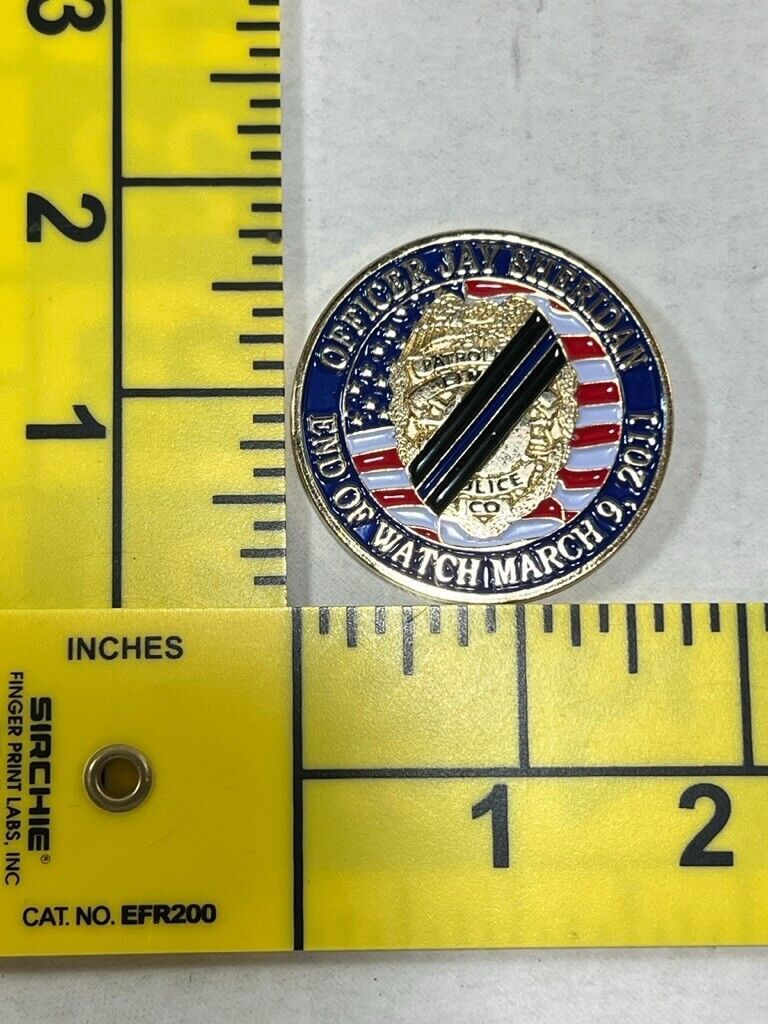 3
2
1
OFFICER JAY SHERIDAN
POLICE
CO
END OF WATCH MARCH 9, 2011
INCHES
SIRCHIE®
FINGER PRINT LABS, INC
CAT. NO. EFR200
1
2